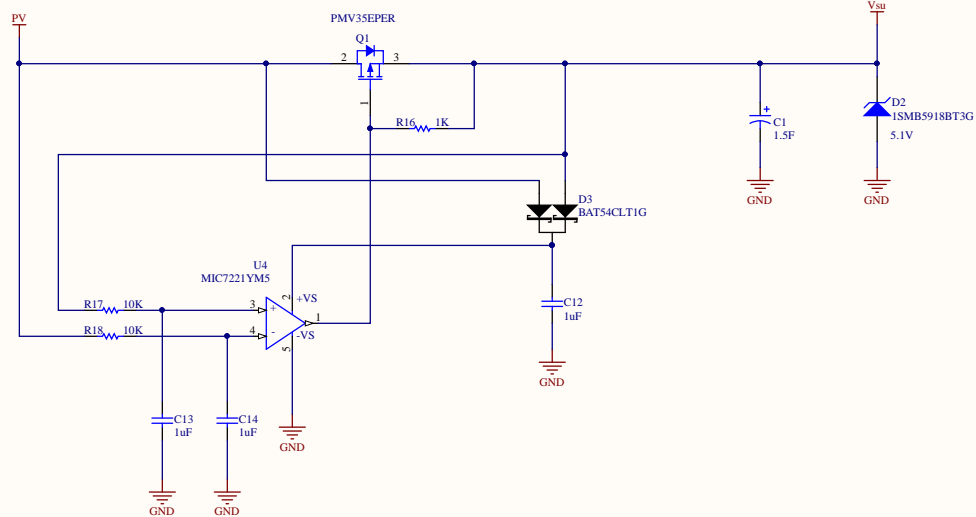 PV
Vsu
PMV35EPER
Q1
2
3
1
R16
1K
C1
1.5F
D2
1SMB5918BT3G
5.1V
GND
GND
D3
BAT54CLT1G
U4
MIC7221YM5
2
+VS
R17
10K
3
+
R18
10K
4
-
1
-VS
5
C12
1uF
GND
C13
1uF
C14
1uF
GND
GND
GND